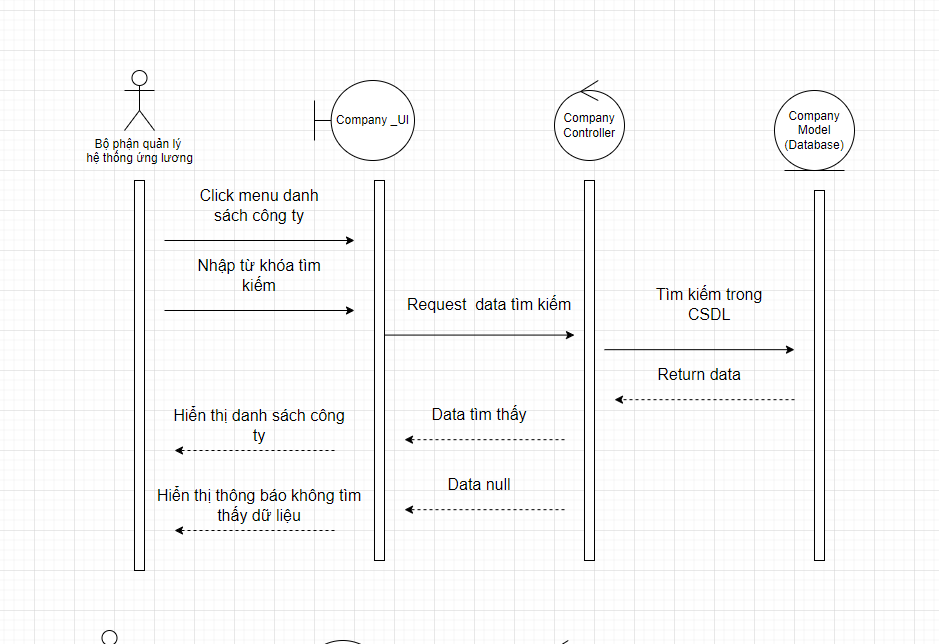 Bộ phận quản lý
hệ thống ứng lương
Company _UI
Company
Controller
Company
Model
(Database)
Click menu danh
sách công ty
Nhập từ khóa tìm
kiếm
Request  data tìm kiếm
Tìm kiếm trong
CSDL
Return data
Data tìm thấy
Hiển thị danh sách công
ty
Data null
Hiển thị thông báo không tìm
thấy dữ liệu